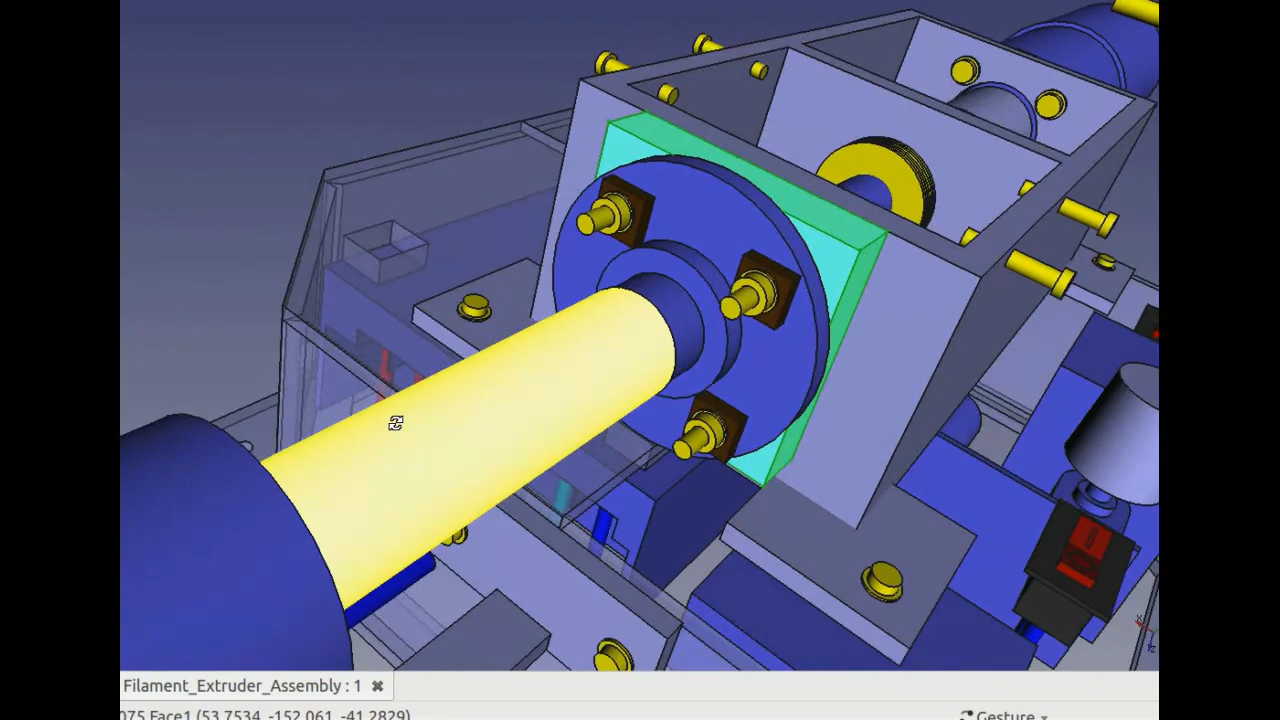 Filament_Extruder_Assembly : 1
075 Face1 (53.7534, -152.061, -41.2829)
Gesture